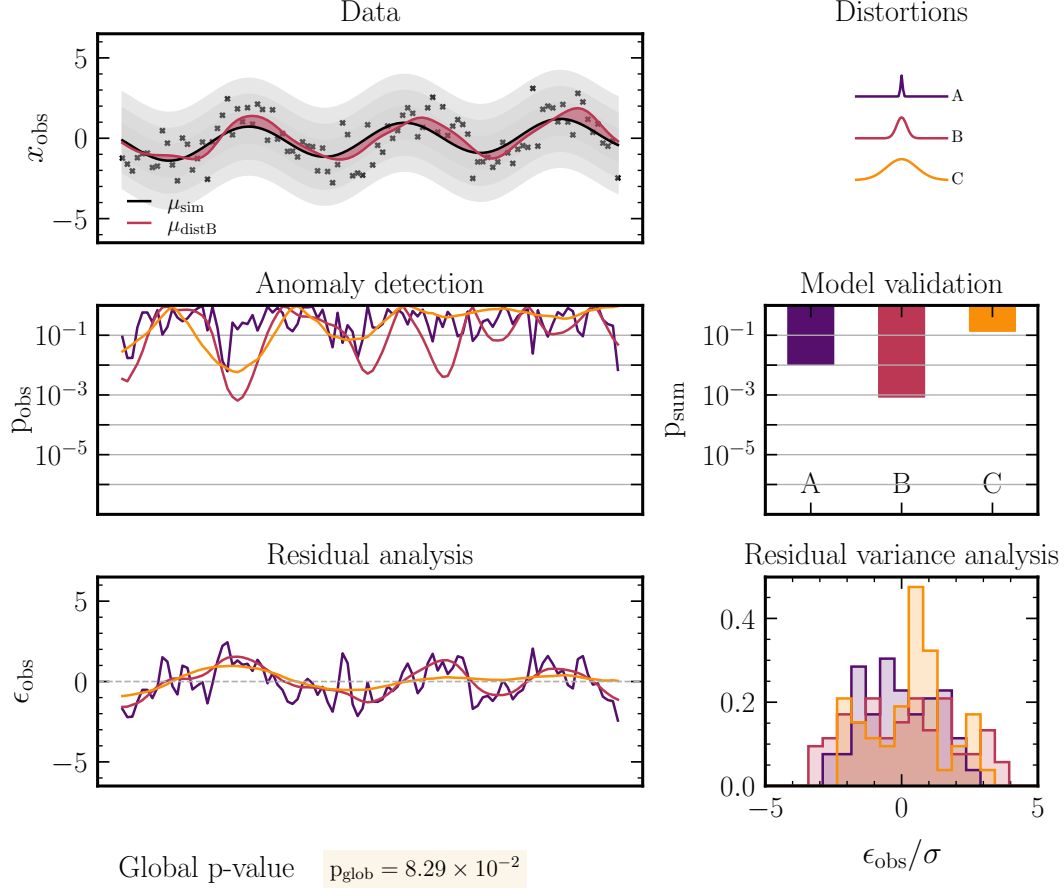 Data
5
0
−5
x_obs
μ_sim
μ_distB
Distortions
A
B
C
Anomaly detection
10^−1
10^−3
10^−5
p_obs
Model validation
10^−1
10^−3
10^−5
p_sum
A B C
Residual analysis
5
0
−5
ϵ_obs
Residual variance analysis
0.4
0.2
0.0
−5 0 5
ϵ_obs/σ
Global p-value p_glob = 8.29 × 10^−2